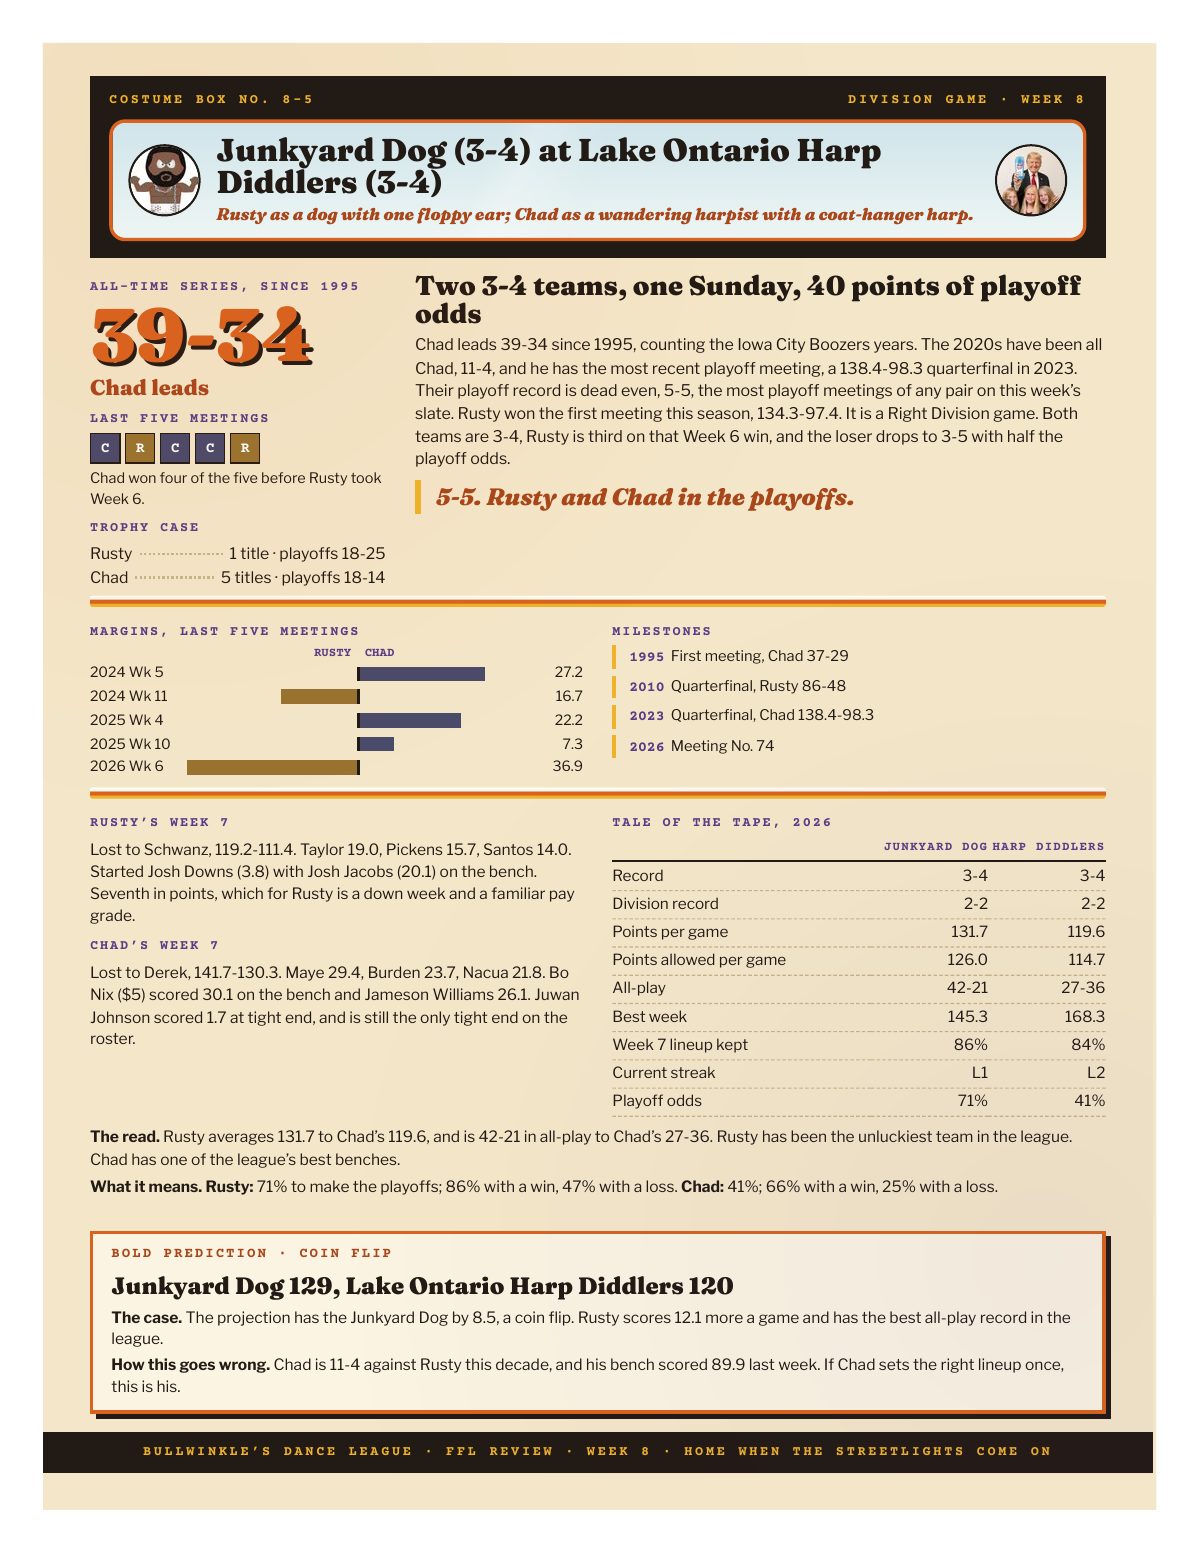 COSTUME BOX NO. 8-5
DIVISION GAME · WEEK 8
Junkyard Dog (3-4) at Lake Ontario Harp
Diddlers (3-4)
Rusty as a dog with one floppy ear; Chad as a wandering harpist with a coat-hanger harp.
ALL-TIME SERIES, SINCE 1995
39-34
Chad leads
LAST FIVE MEETINGS
C R C C R
Chad won four of the five before Rusty took
Week 6.
TROPHY CASE
Rusty 1 title · playoffs 18-25
Chad 5 titles · playoffs 18-14
Two 3-4 teams, one Sunday, 40 points of playoff
odds
Chad leads 39-34 since 1995, counting the Iowa City Boozers years. The 2020s have been all
Chad, 11-4, and he has the most recent playoff meeting, a 138.4-98.3 quarterfinal in 2023.
Their playoff record is dead even, 5-5, the most playoff meetings of any pair on this week’s
slate. Rusty won the first meeting this season, 134.3-97.4. It is a Right Division game. Both
teams are 3-4, Rusty is third on that Week 6 win, and the loser drops to 3-5 with half the
playoff odds.
5-5. Rusty and Chad in the playoffs.
MARGINS, LAST FIVE MEETINGS
RUSTY CHAD
2024 Wk 5 27.2
2024 Wk 11 16.7
2025 Wk 4 22.2
2025 Wk 10 7.3
2026 Wk 6 36.9
MILESTONES
1995 First meeting, Chad 37-29
2010 Quarterfinal, Rusty 86-48
2023 Quarterfinal, Chad 138.4-98.3
2026 Meeting No. 74
RUSTY’S WEEK 7
Lost to Schwanz, 119.2-111.4. Taylor 19.0, Pickens 15.7, Santos 14.0.
Started Josh Downs (3.8) with Josh Jacobs (20.1) on the bench.
Seventh in points, which for Rusty is a down week and a familiar pay
grade.
CHAD’S WEEK 7
Lost to Derek, 141.7-130.3. Maye 29.4, Burden 23.7, Nacua 21.8. Bo
Nix ($5) scored 30.1 on the bench and Jameson Williams 26.1. Juwan
Johnson scored 1.7 at tight end, and is still the only tight end on the
roster.
TALE OF THE TAPE, 2026
JUNKYARD DOG HARP DIDDLERS
Record 3-4 3-4
Division record 2-2 2-2
Points per game 131.7 119.6
Points allowed per game 126.0 114.7
All-play 42-21 27-36
Best week 145.3 168.3
Week 7 lineup kept 86% 84%
Current streak L1 L2
Playoff odds 71% 41%
The read. Rusty averages 131.7 to Chad’s 119.6, and is 42-21 in all-play to Chad’s 27-36. Rusty has been the unluckiest team in the league.
Chad has one of the league’s best benches.
What it means. Rusty: 71% to make the playoffs; 86% with a win, 47% with a loss. Chad: 41%; 66% with a win, 25% with a loss.
BOLD PREDICTION · COIN FLIP
Junkyard Dog 129, Lake Ontario Harp Diddlers 120
The case. The projection has the Junkyard Dog by 8.5, a coin flip. Rusty scores 12.1 more a game and has the best all-play record in the
league.
How this goes wrong. Chad is 11-4 against Rusty this decade, and his bench scored 89.9 last week. If Chad sets the right lineup once,
this is his.
BULLWINKLE’S DANCE LEAGUE · FFL REVIEW · WEEK 8 · HOME WHEN THE STREETLIGHTS COME ON